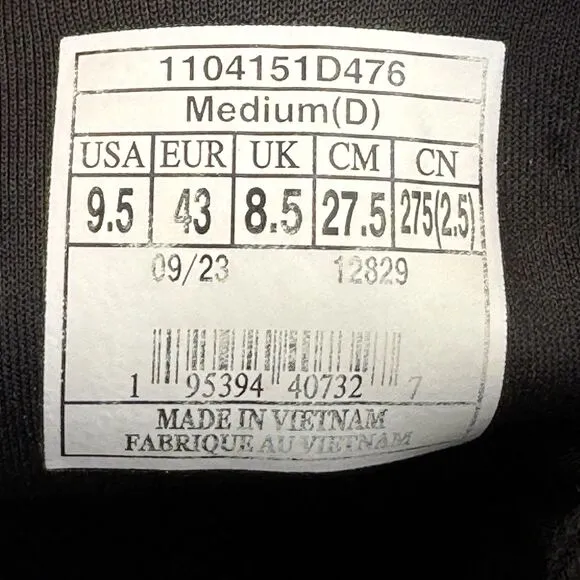 1104151D476
Medium(D)
USA EUR UK CM CN
9.5 43 8.5 27.5 275(2.5)
09/23 12829
1 95394 40732 7
MADE IN VIETNAM
FABRIQUE AU VIETNAM